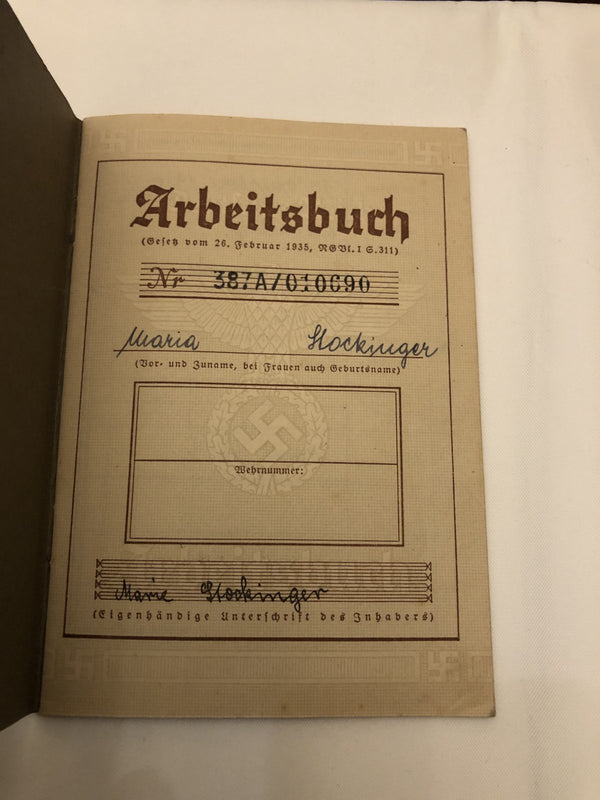 Arbeitsbuch
(Gesetz vom 26. Februar 1935, RGBl. I S. 311)
Nr 387A/010690
Maria Stockinger
(Vor- und Zuname, bei Frauen auch Geburtsname)
Wehrnummer:
Marie Stockinger
(Eigenhändige Unterschrift des Inhabers)